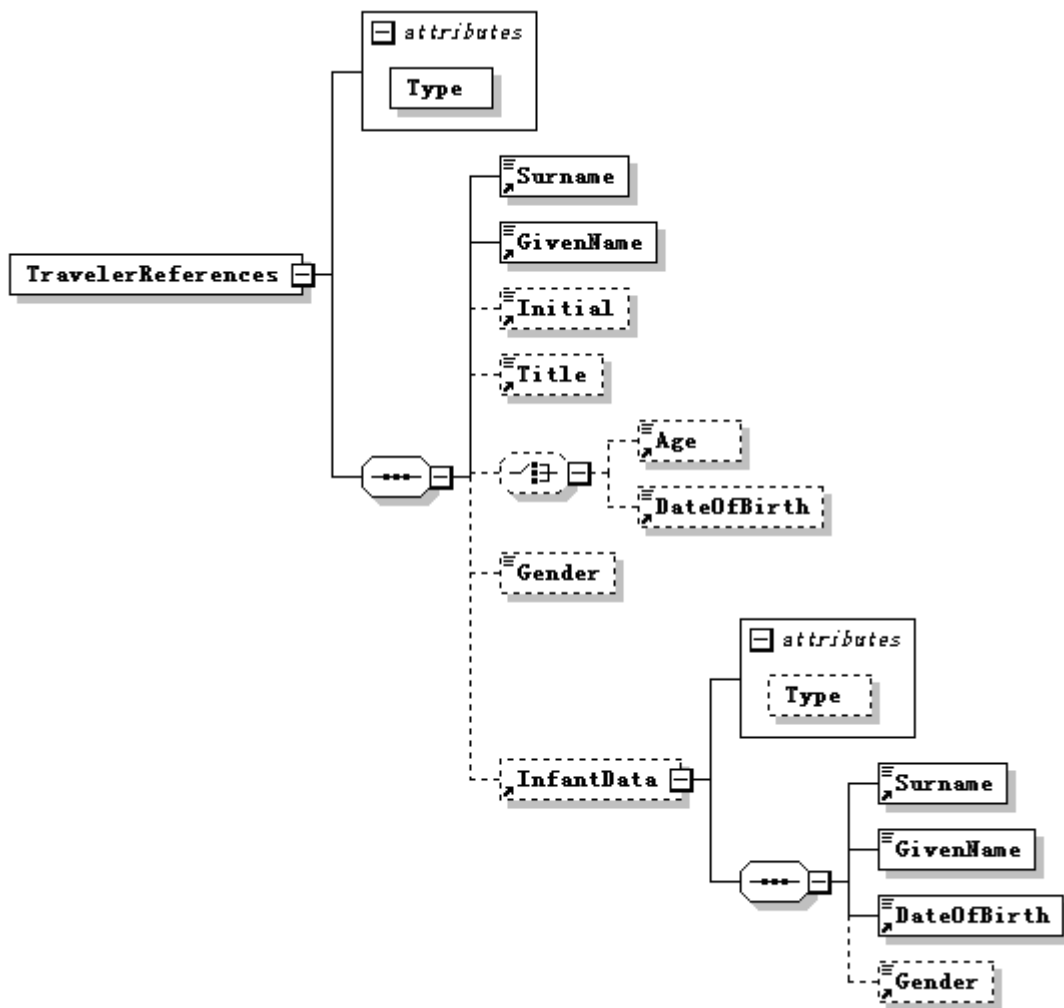 attributes
Type
Surname
GivenName
TravelerReferences
Initial
Title
Age
DateOfBirth
Gender
attributes
Type
InfantData
Surname
GivenName
DateOfBirth
Gender